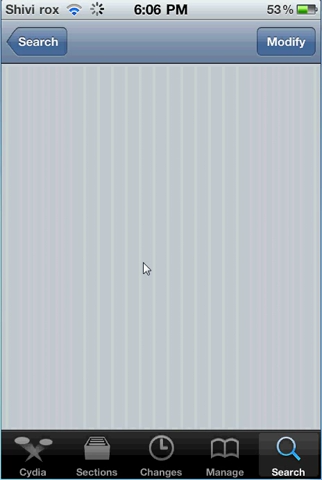 Shivi rox 6:06 PM 53%
Search Modify
Cydia Sections Changes Manage Search